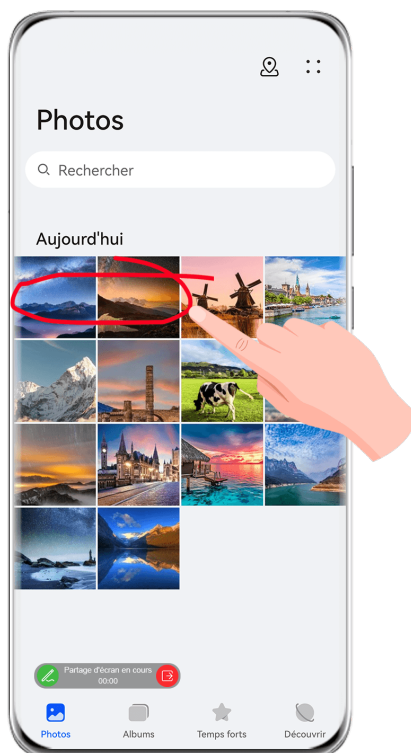 Photos
Rechercher
Aujourd'hui
Partage d'écran en cours
00:00
Photos
Albums
Temps forts
Découvrir